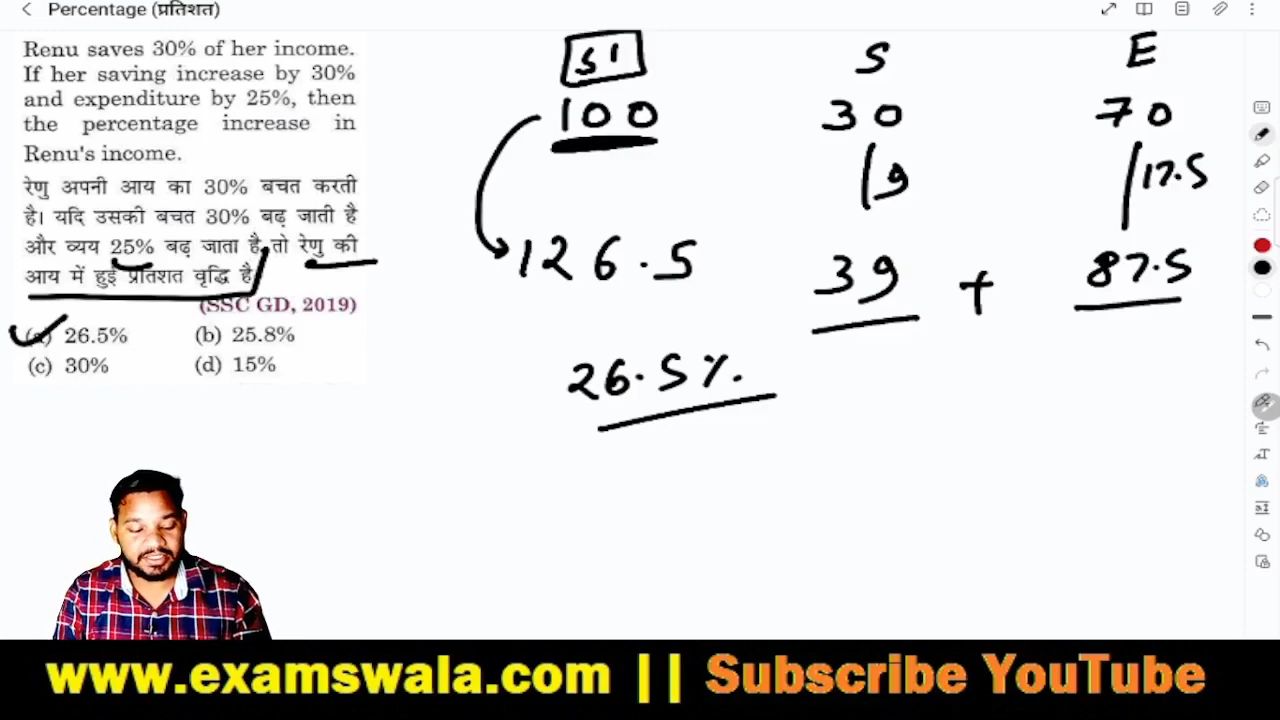 Percentage (प्रतिशत)
Renu saves 30% of her income.
If her saving increase by 30%
and expenditure by 25%, then
the percentage increase in
Renu's income.
रेणु अपनी आय का 30% बचत करती
है। यदि उसकी बचत 30% बढ़ जाती है
और व्यय 25% बढ़ जाता है, तो रेणु की
आय में हुई प्रतिशत वृद्धि है
(SSC GD, 2019)
(a) 26.5% (b) 25.8%
(c) 30% (d) 15%
S E
100 30 70
9 17.5
126.5 39 + 87.5
26.5%.
www.examswala.com || Subscribe YouTube